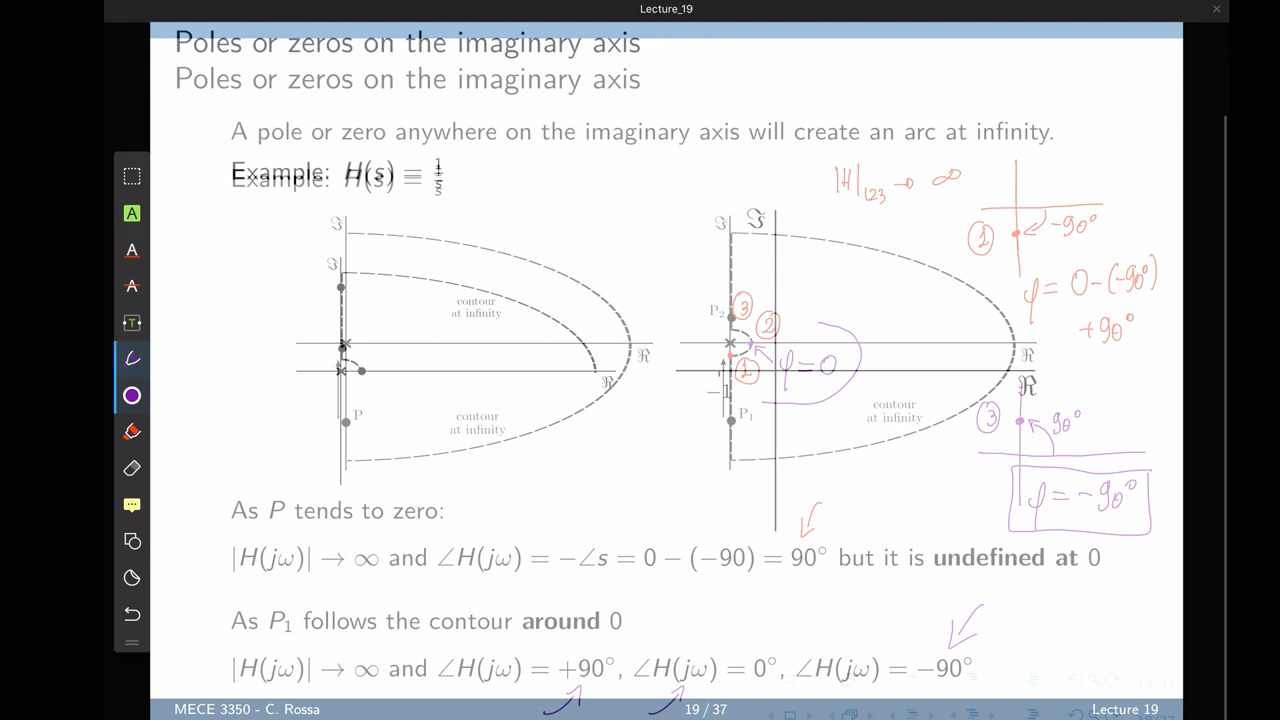 Lecture_19
Poles or zeros on the imaginary axis
Poles or zeros on the imaginary axis
A pole or zero anywhere on the imaginary axis will create an arc at infinity.
Example: H(s) = 1/s
|H|₁₂₃ → ∞
ℑ
ℑ
contour
at infinity
ℜ
ℜ
P
contour
at infinity
ℑ
ℑ
P₂
③
②
①
φ = 0
−1
P₁
ℜ
ℜ
contour
at infinity
① −90°
φ = 0 − (−90°)
+90°
③ 90°
φ = −90°
As P tends to zero:
|H(jω)| → ∞ and ∠H(jω) = −∠s = 0 − (−90) = 90° but it is undefined at 0
As P₁ follows the contour around 0
|H(jω)| → ∞ and ∠H(jω) = +90°, ∠H(jω) = 0°, ∠H(jω) = −90°
MECE 3350 - C. Rossa
19 / 37
Lecture 19